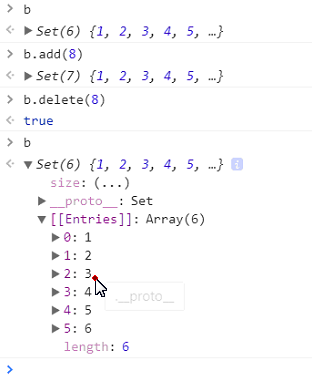 > b
<· ▶ Set(6) {1, 2, 3, 4, 5, …}
> b.add(8)
<· ▶ Set(7) {1, 2, 3, 4, 5, …}
> b.delete(8)
<· true
> b
<· ▼ Set(6) {1, 2, 3, 4, 5, …} i
size: (...)
▶ __proto__: Set
▼ [[Entries]]: Array(6)
▶ 0: 1
▶ 1: 2
▶ 2: 3
▶ 3: 4
.__proto__
▶ 4: 5
▶ 5: 6
length: 6
>